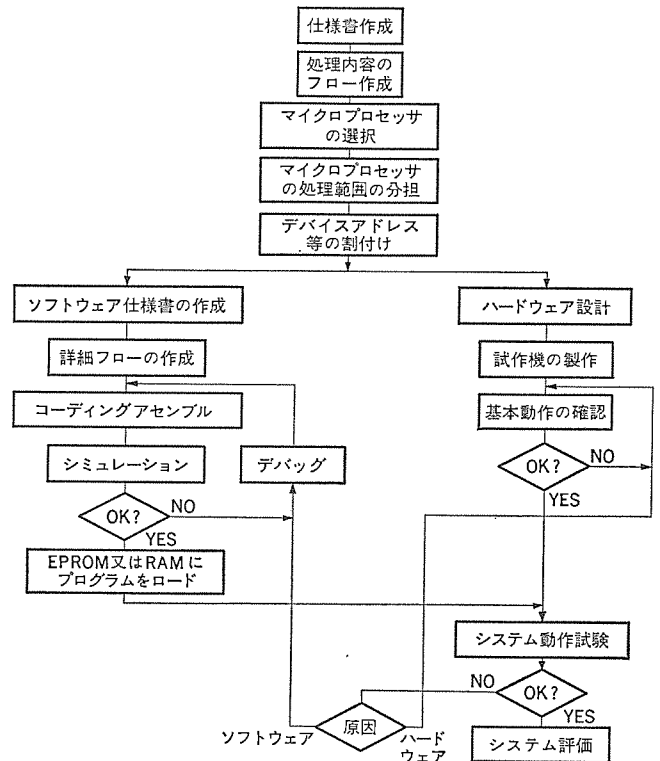 仕様書作成
処理内容の
フロー作成
マイクロプロセッサ
の選択
マイクロプロセッサ
の処理範囲の分担
デバイスアドレス
等の割付け
ソフトウェア仕様書の作成
ハードウェア設計
詳細フローの作成
試作機の製作
コーディングアセンブル
基本動作の確認
シミュレーション
デバッグ
OK?
NO
YES
OK?
NO
YES
EPROM又はRAMに
プログラムをロード
システム動作試験
NO
OK?
YES
ソフトウェア
原因
ハード
ウェア
システム評価